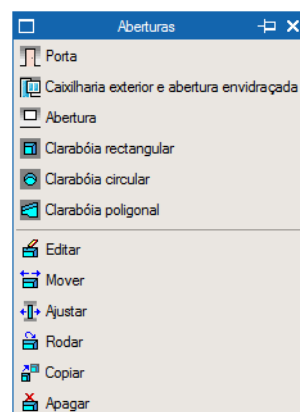 Aberturas
Porta
Caixilharia exterior e abertura envidraçada
Abertura
Clarabóia rectangular
Clarabóia circular
Clarabóia poligonal
Editar
Mover
Ajustar
Rodar
Copiar
Apagar